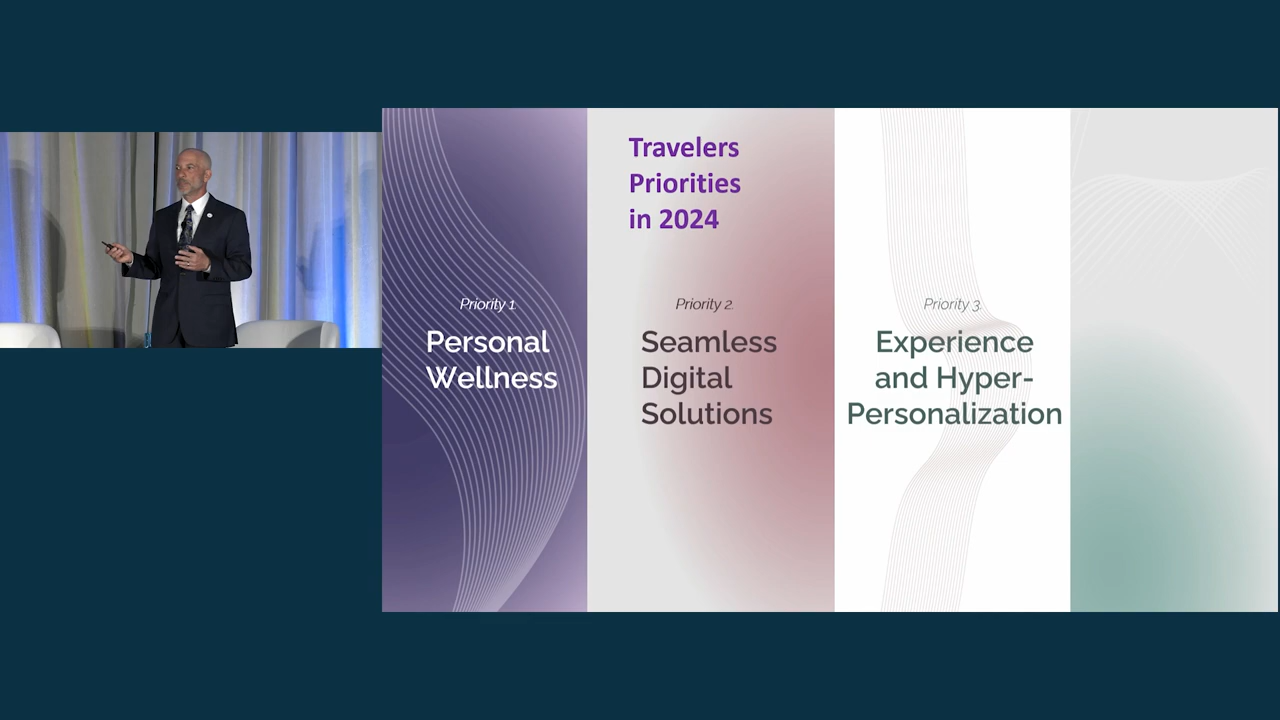 Travelers
Priorities
in 2024
Priority 1.
Personal
Wellness
Priority 2.
Seamless
Digital
Solutions
Priority 3.
Experience
and Hyper-
Personalization